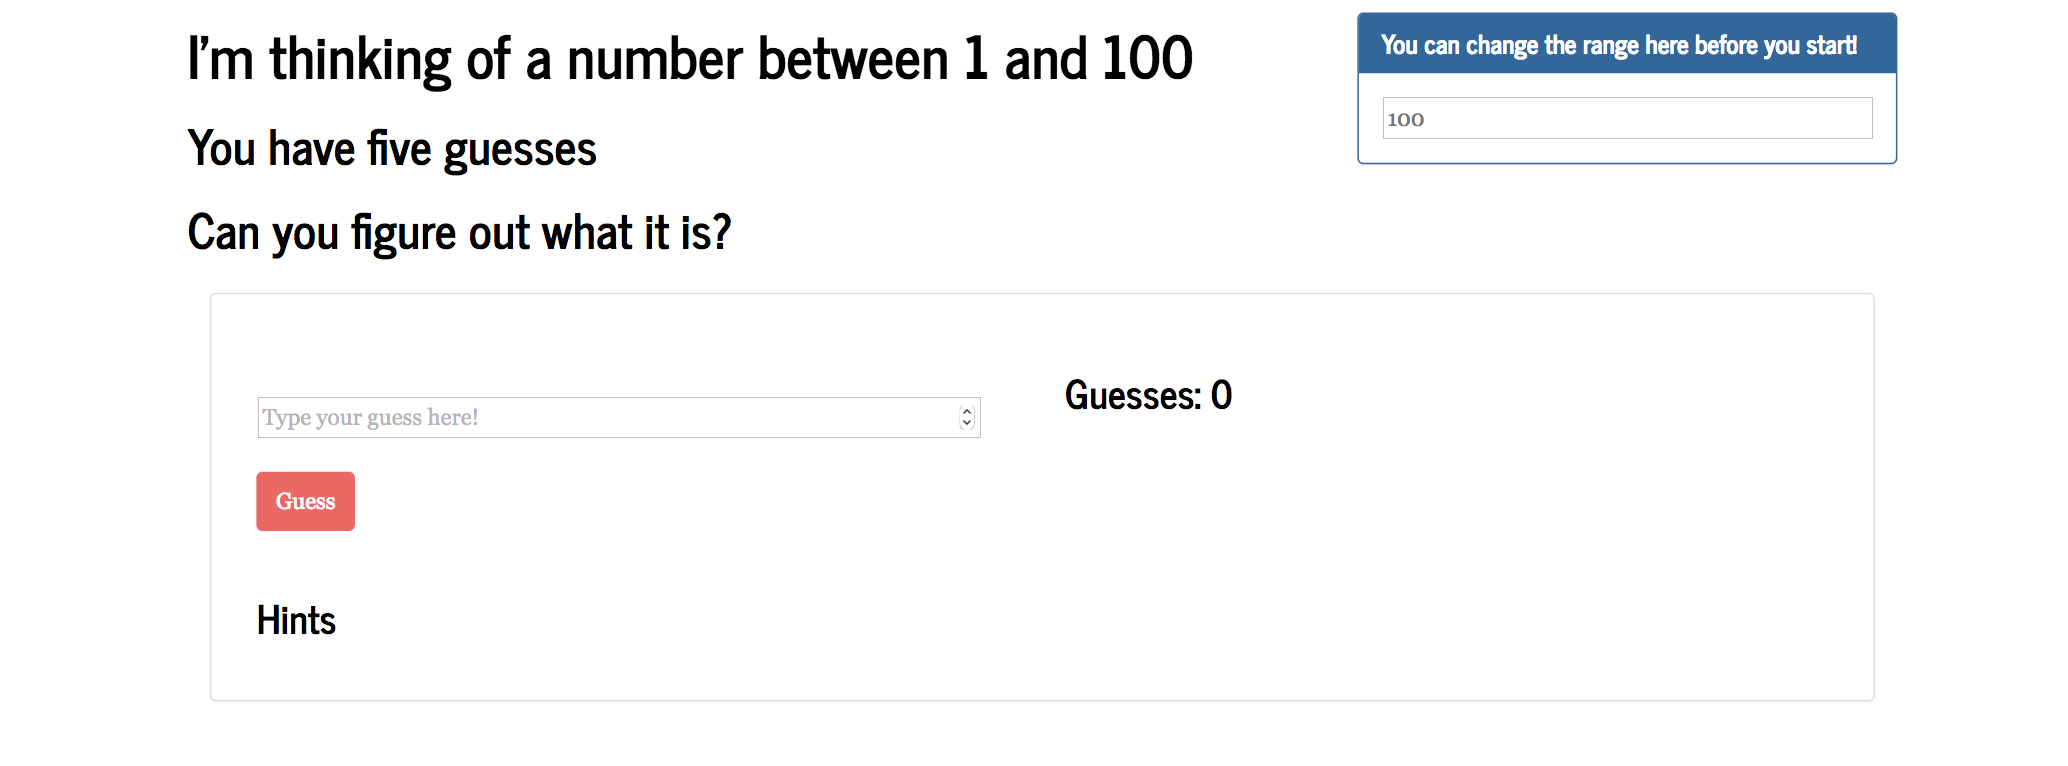 I’m thinking of a number between 1 and 100
You can change the range here before you start!
100
You have five guesses
Can you figure out what it is?
Type your guess here!
Guesses: 0
Guess
Hints